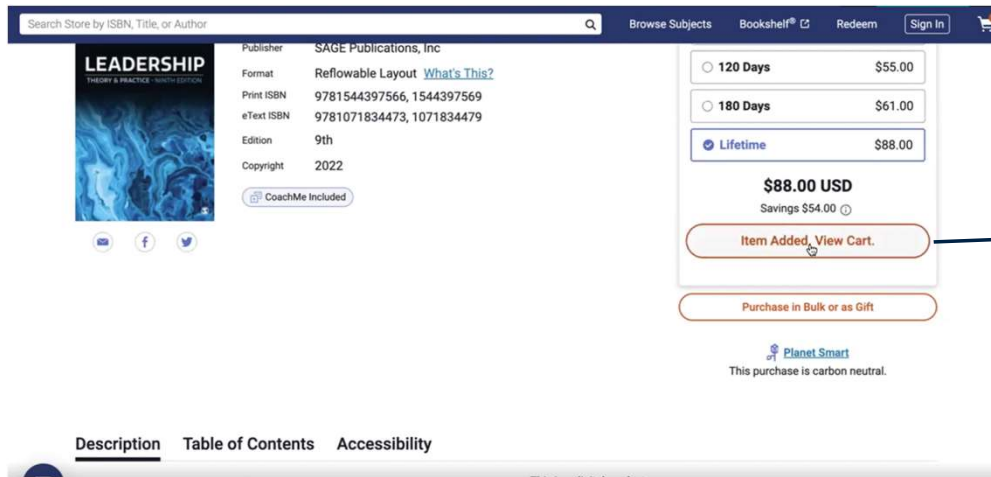 Search Store by ISBN, Title, or Author
Browse Subjects
Bookshelf®
Redeem
Sign In
LEADERSHIP
THEORY & PRACTICE - NINTH EDITION
Publisher SAGE Publications, Inc
Format Reflowable Layout What's This?
Print ISBN 9781544397566, 1544397569
eText ISBN 9781071834473, 1071834479
Edition 9th
Copyright 2022
CoachMe Included
120 Days $55.00
180 Days $61.00
Lifetime $88.00
$88.00 USD
Savings $54.00
Item Added, View Cart.
Purchase in Bulk or as Gift
Planet Smart
This purchase is carbon neutral.
Description Table of Contents Accessibility